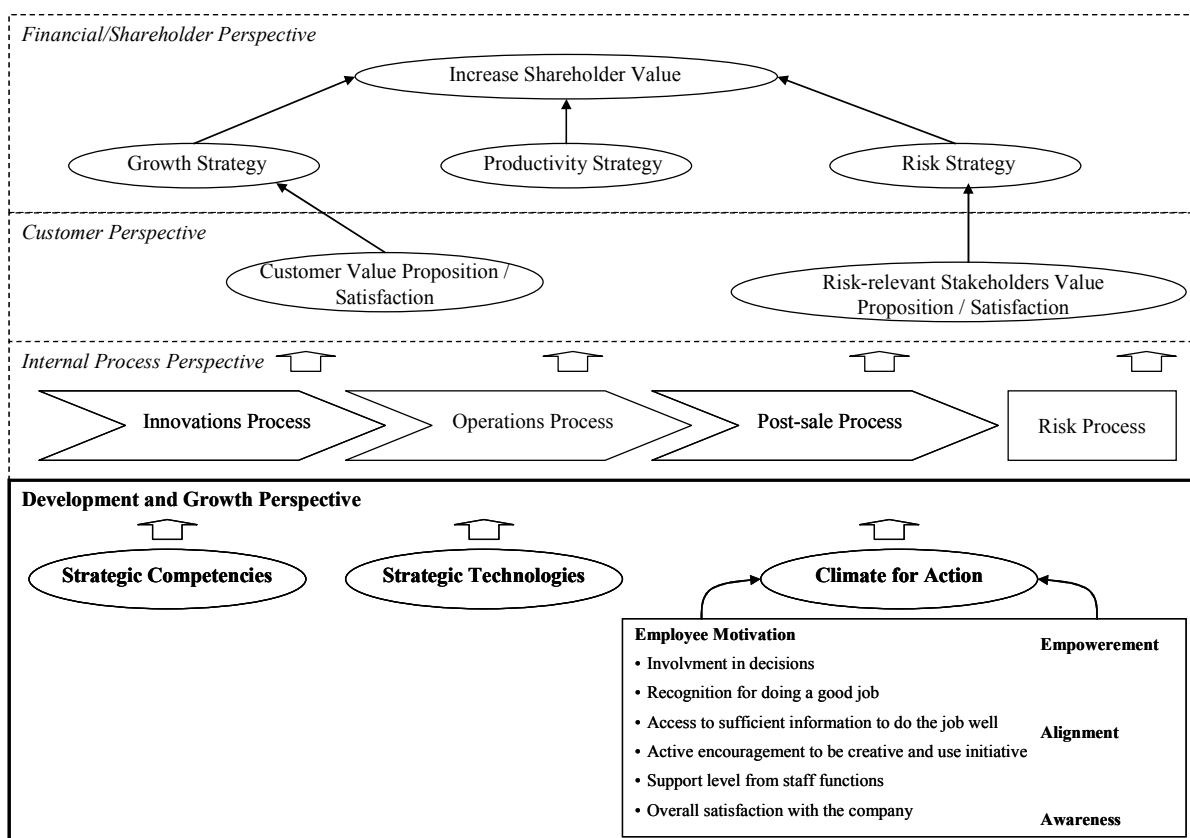 Financial/Shareholder Perspective
Increase Shareholder Value
Growth Strategy
Productivity Strategy
Risk Strategy
Customer Perspective
Customer Value Proposition /
Satisfaction
Risk-relevant Stakeholders Value
Proposition / Satisfaction
Internal Process Perspective
Innovations Process
Operations Process
Post-sale Process
Risk Process
Development and Growth Perspective
Strategic Competencies
Strategic Technologies
Climate for Action
Employee Motivation
• Involvment in decisions
• Recognition for doing a good job
• Access to sufficient information to do the job well
• Active encouragement to be creative and use initiative
• Support level from staff functions
• Overall satisfaction with the company
Empowerement
Alignment
Awareness